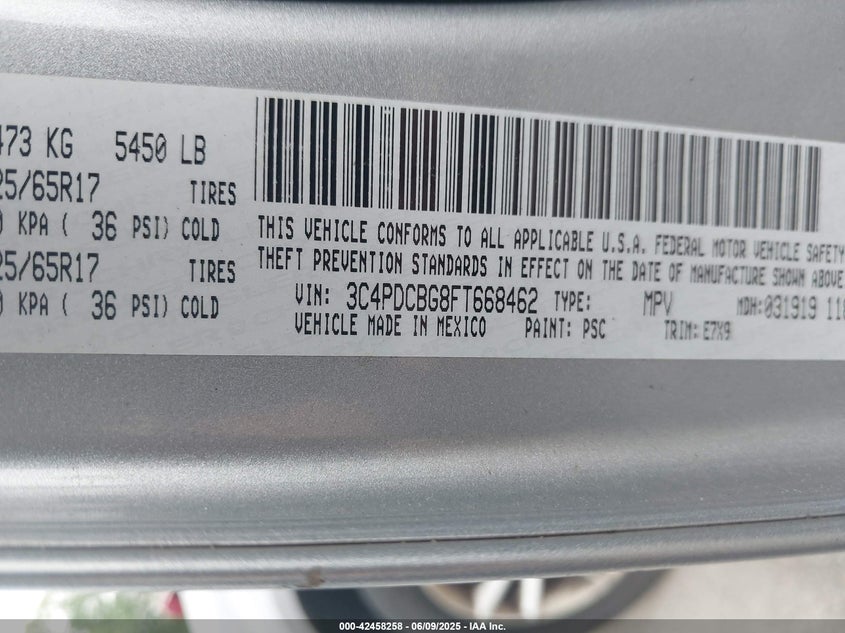 473 KG 5450 LB
25/65R17 TIRES
0 KPA ( 36 PSI) COLD
25/65R17 TIRES
0 KPA ( 36 PSI) COLD
THIS VEHICLE CONFORMS TO ALL APPLICABLE U.S.A. FEDERAL MOTOR VEHICLE SAFETY
THEFT PREVENTION STANDARDS IN EFFECT ON THE DATE OF MANUFACTURE SHOWN ABOVE
VIN: 3C4PDCBG8FT668462 TYPE: MPV MDH:031919 118
VEHICLE MADE IN MEXICO PAINT: PSC TRIM: E7X9
000-42458258 - 06/09/2025 - IAA Inc.